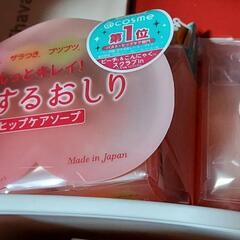 ザラつき、ブツブツ、
もっとキレイ!
するおしり
ヒップケアソープ
Made in Japan
@cosme
第1位
ピーチ&こんにゃく
スクラブin